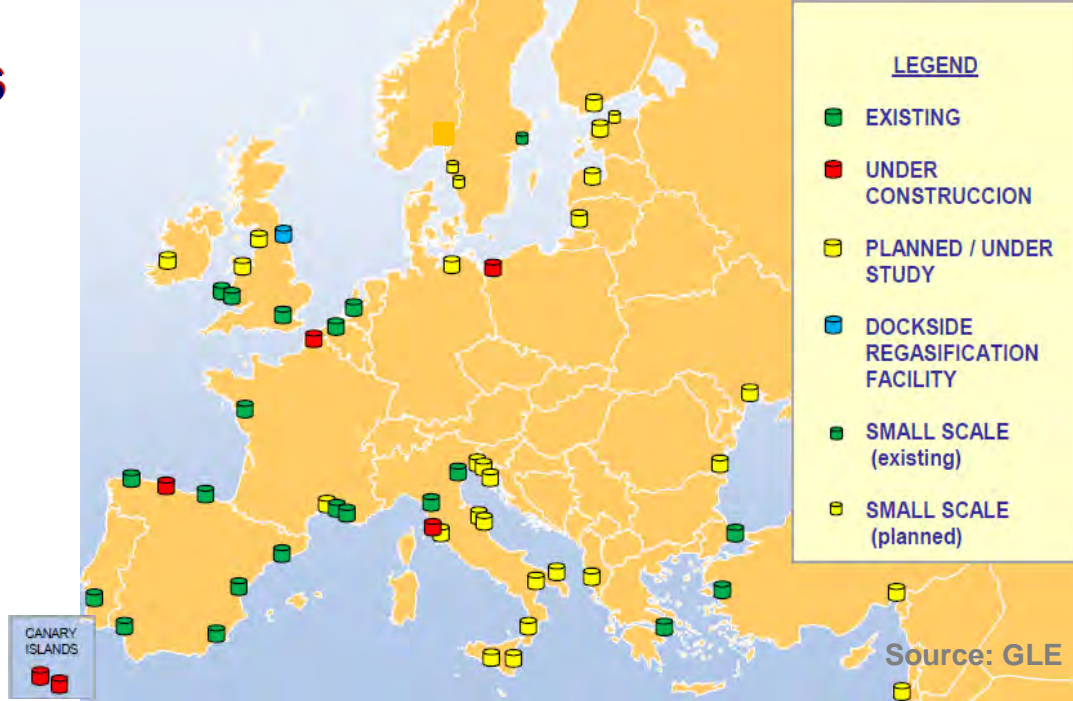 s
LEGEND
EXISTING
UNDER
CONSTRUCCION
PLANNED / UNDER
STUDY
DOCKSIDE
REGASIFICATION
FACILITY
SMALL SCALE
(existing)
SMALL SCALE
(planned)
CANARY
ISLANDS
Source: GLE